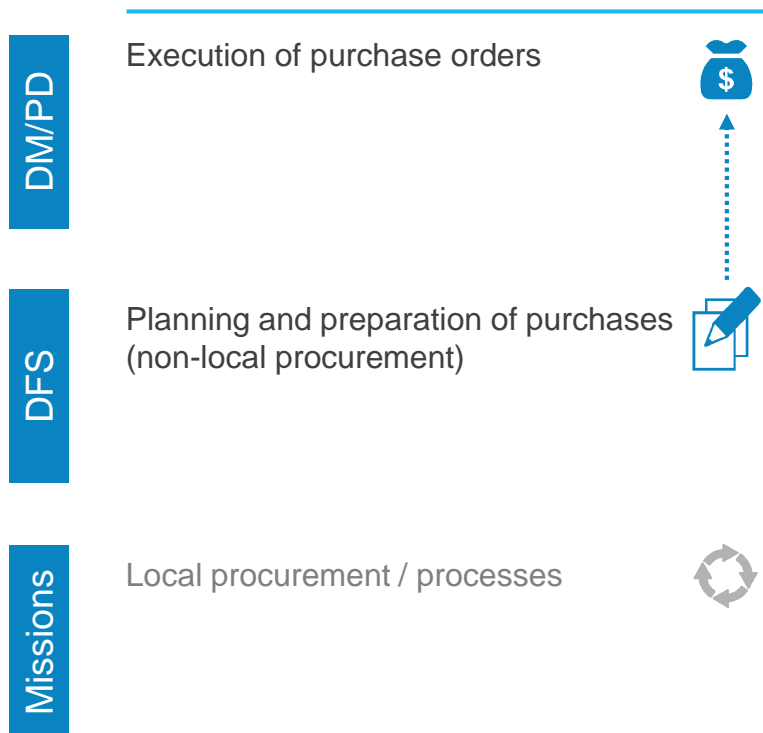 DM/PD
Execution of purchase orders
$
DFS
Planning and preparation of purchases
(non-local procurement)
Missions
Local procurement / processes